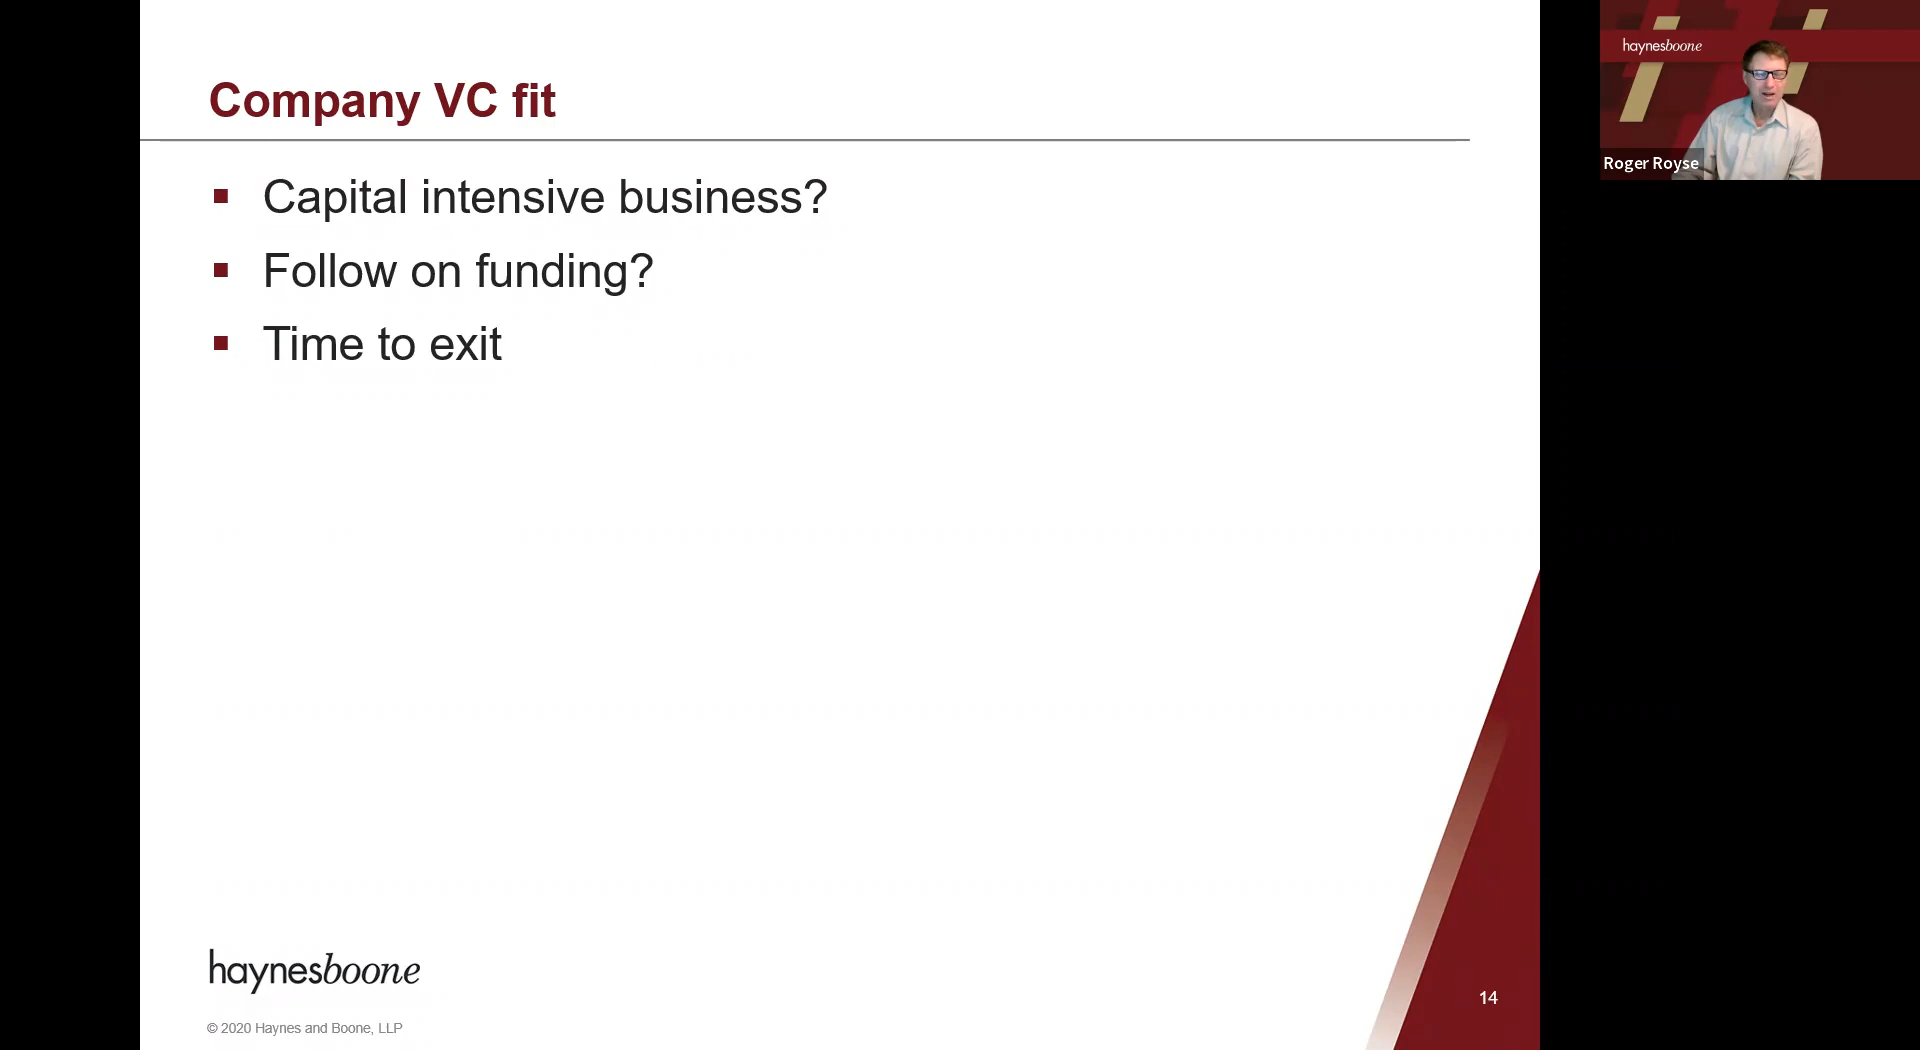 Company VC fit
Capital intensive business?
Follow on funding?
Time to exit
haynesboone
© 2020 Haynes and Boone, LLP
14
haynesboone
Roger Royse